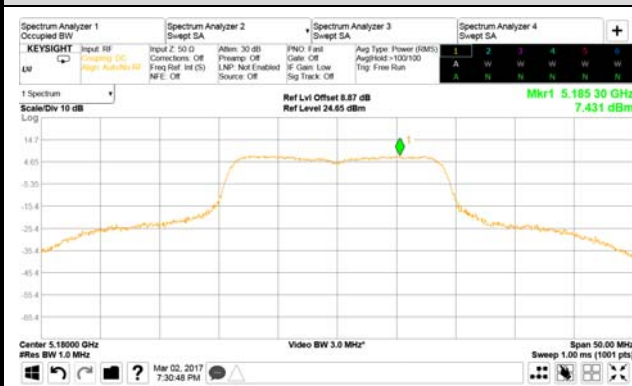 Spectrum Analyzer 1
Occupied BW
Spectrum Analyzer 2
Swept SA
Spectrum Analyzer 3
Swept SA
Spectrum Analyzer 4
Swept SA
+
KEYSIGHT
Input: RF
Coupling: DC
Align: Auto/No RF
Input Z: 50 Ω
Corrections: Off
Freq Ref: Int (S)
NFE: Off
Atten: 30 dB
Preamp: Off
LNP: Not Enabled
Source: Off
PNO: Fast
Gate: Off
IF Gain: Low
Sig Track: Off
Avg Type: Power (RMS)
Avg|Hold:>100/100
Trig: Free Run
1 2 3 4 5 6
A W W W W W
A N N N N N
1 Spectrum
Scale/Div 10 dB
Ref Lvl Offset 8.87 dB
Ref Level 24.65 dBm
Mkr1 5.185 30 GHz
7.431 dBm
Log
1
14.7
4.65
-5.35
-15.4
-25.4
-35.4
-45.4
-55.4
-65.4
Center 5.18000 GHz
#Res BW 1.0 MHz
Video BW 3.0 MHz*
Span 50.00 MHz
Sweep 1.00 ms (1001 pts)
?
Mar 02, 2017
7:30:48 PM